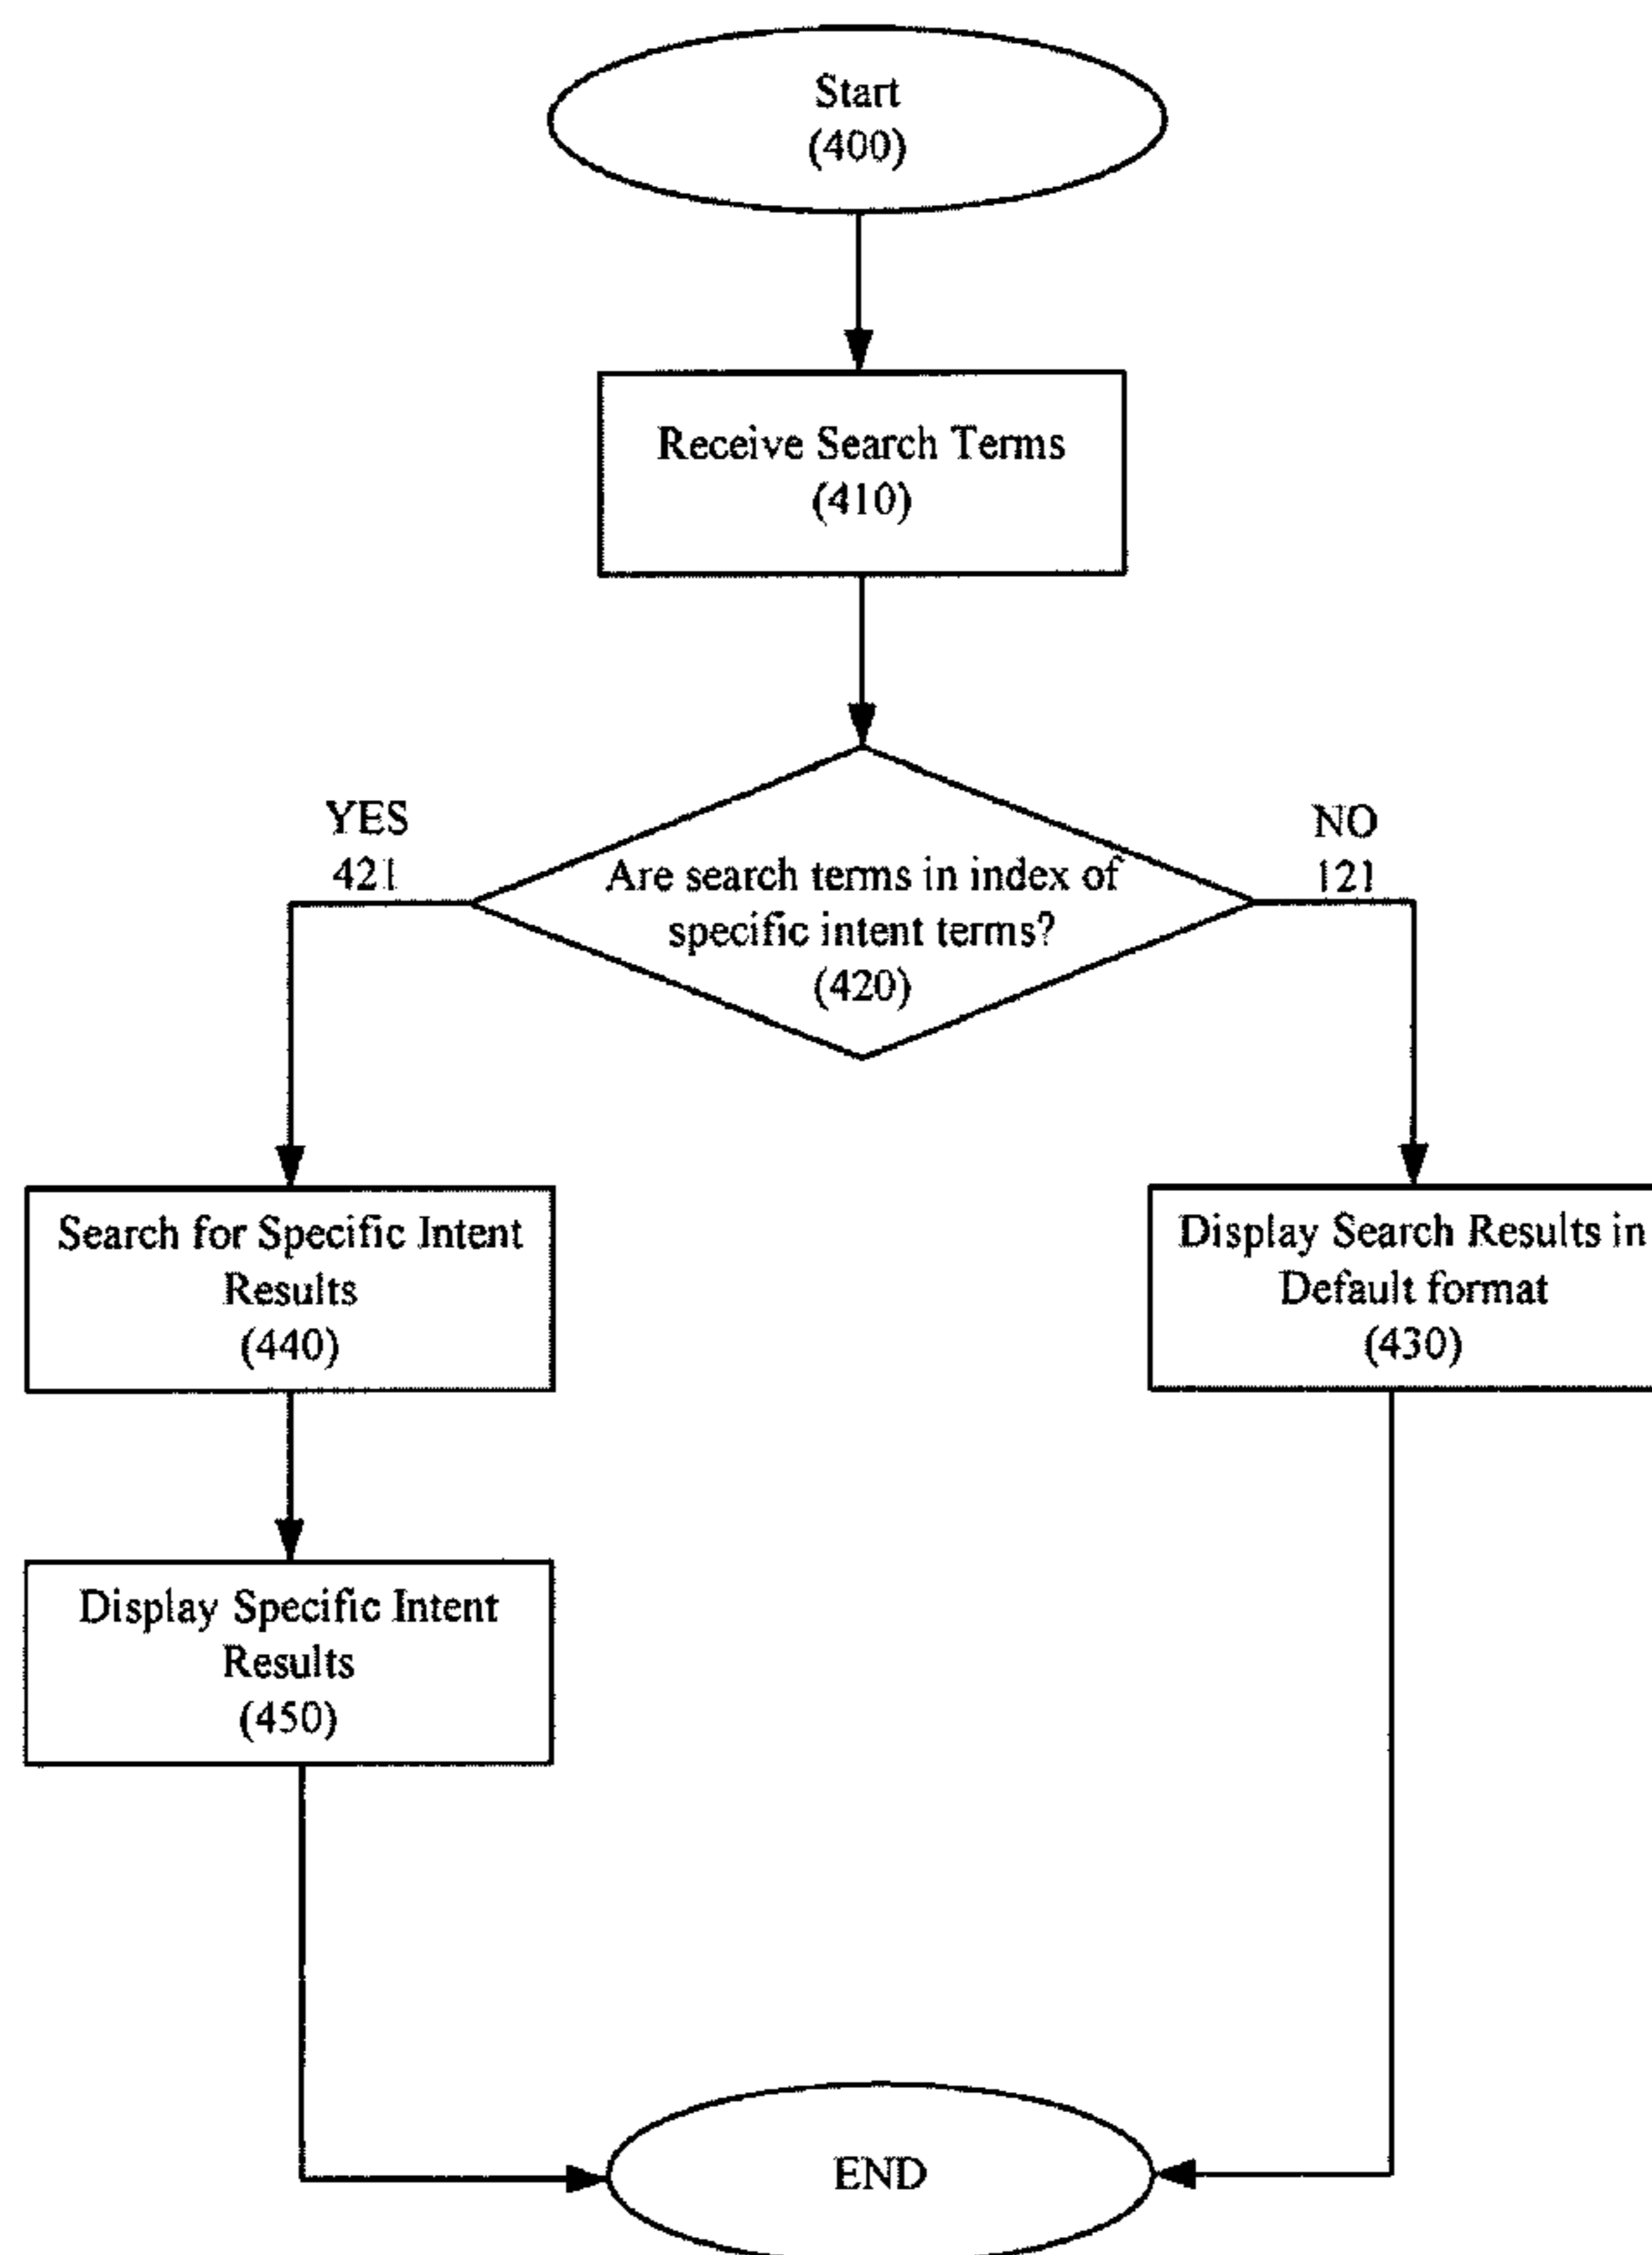 Start
(400)
Receive Search Terms
(410)
YES
421
NO
121
Are search terms in index of
specific intent terms?
(420)
Search for Specific Intent
Results
(440)
Display Search Results in
Default format
(430)
Display Specific Intent
Results
(450)
END